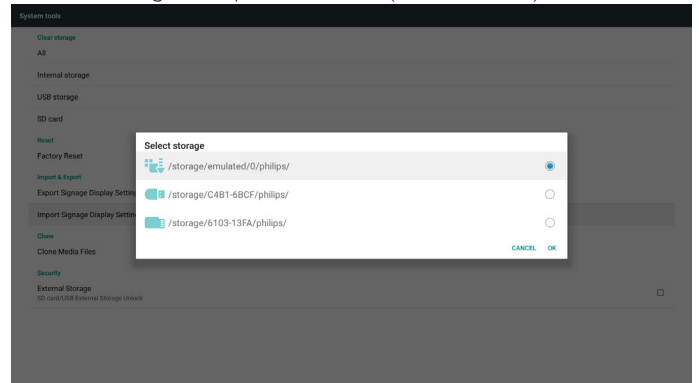 System tools
Clear storage
All
Internal storage
USB storage
SD card
Reset
Factory Reset
Import & Export
Export Signage Display Settin
Import Signage Display Settin
Clone
Clone Media Files
Security
External Storage
SD card/USB External Storage Unlock
Select storage
/storage/emulated/0/philips/
/storage/C4B1-6BCF/philips/
/storage/6103-13FA/philips/
CANCEL OK